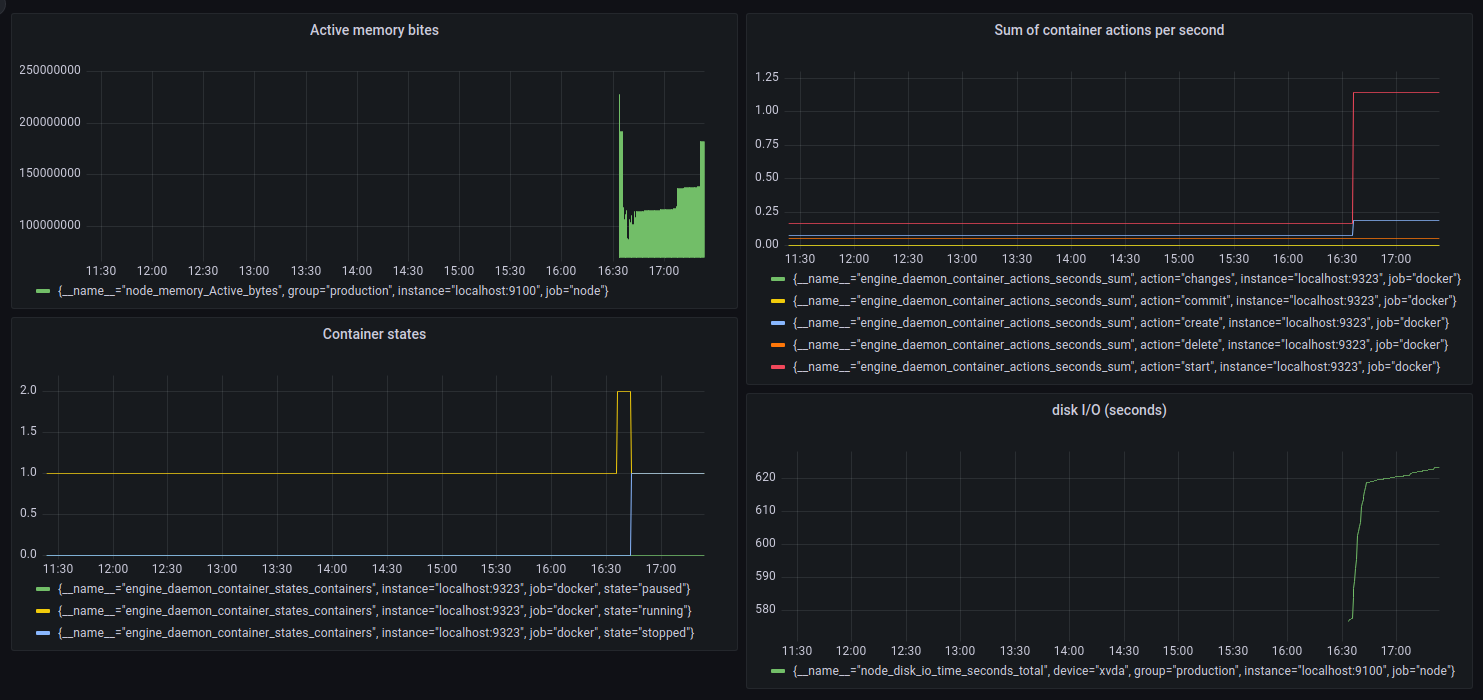 Active memory bites
250000000
200000000
150000000
100000000
11:30 12:00 12:30 13:00 13:30 14:00 14:30 15:00 15:30 16:00 16:30 17:00
{__name__="node_memory_Active_bytes", group="production", instance="localhost:9100", job="node"}
Sum of container actions per second
1.25
1.00
0.75
0.50
0.25
0.00
11:30 12:00 12:30 13:00 13:30 14:00 14:30 15:00 15:30 16:00 16:30 17:00
{__name__="engine_daemon_container_actions_seconds_sum", action="changes", instance="localhost:9323", job="docker"}
{__name__="engine_daemon_container_actions_seconds_sum", action="commit", instance="localhost:9323", job="docker"}
{__name__="engine_daemon_container_actions_seconds_sum", action="create", instance="localhost:9323", job="docker"}
{__name__="engine_daemon_container_actions_seconds_sum", action="delete", instance="localhost:9323", job="docker"}
{__name__="engine_daemon_container_actions_seconds_sum", action="start", instance="localhost:9323", job="docker"}
Container states
2.0
1.5
1.0
0.5
0.0
11:30 12:00 12:30 13:00 13:30 14:00 14:30 15:00 15:30 16:00 16:30 17:00
{__name__="engine_daemon_container_states_containers", instance="localhost:9323", job="docker", state="paused"}
{__name__="engine_daemon_container_states_containers", instance="localhost:9323", job="docker", state="running"}
{__name__="engine_daemon_container_states_containers", instance="localhost:9323", job="docker", state="stopped"}
disk I/O (seconds)
620
610
600
590
580
11:30 12:00 12:30 13:00 13:30 14:00 14:30 15:00 15:30 16:00 16:30 17:00
{__name__="node_disk_io_time_seconds_total", device="xvda", group="production", instance="localhost:9100", job="node"}